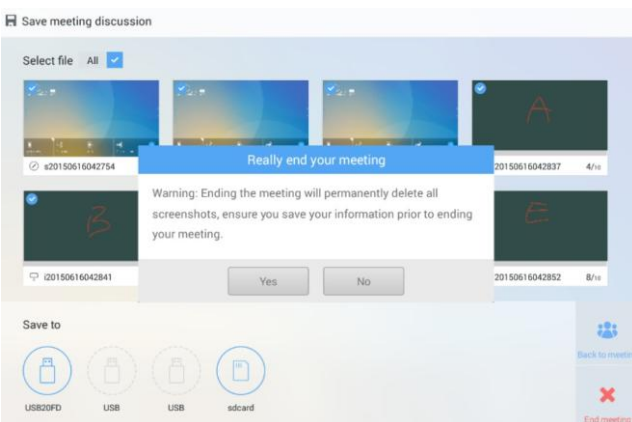 Save meeting discussion
Select file All
s20150616042754
20150616042837 4/10
A
Really end your meeting
Warning: Ending the meeting will permanently delete all
screenshots, ensure you save your information prior to ending
your meeting.
Yes No
B
E
i20150616042841
20150616042852 8/10
Save to
USB20FD USB USB sdcard
Back to meetin
End meeting